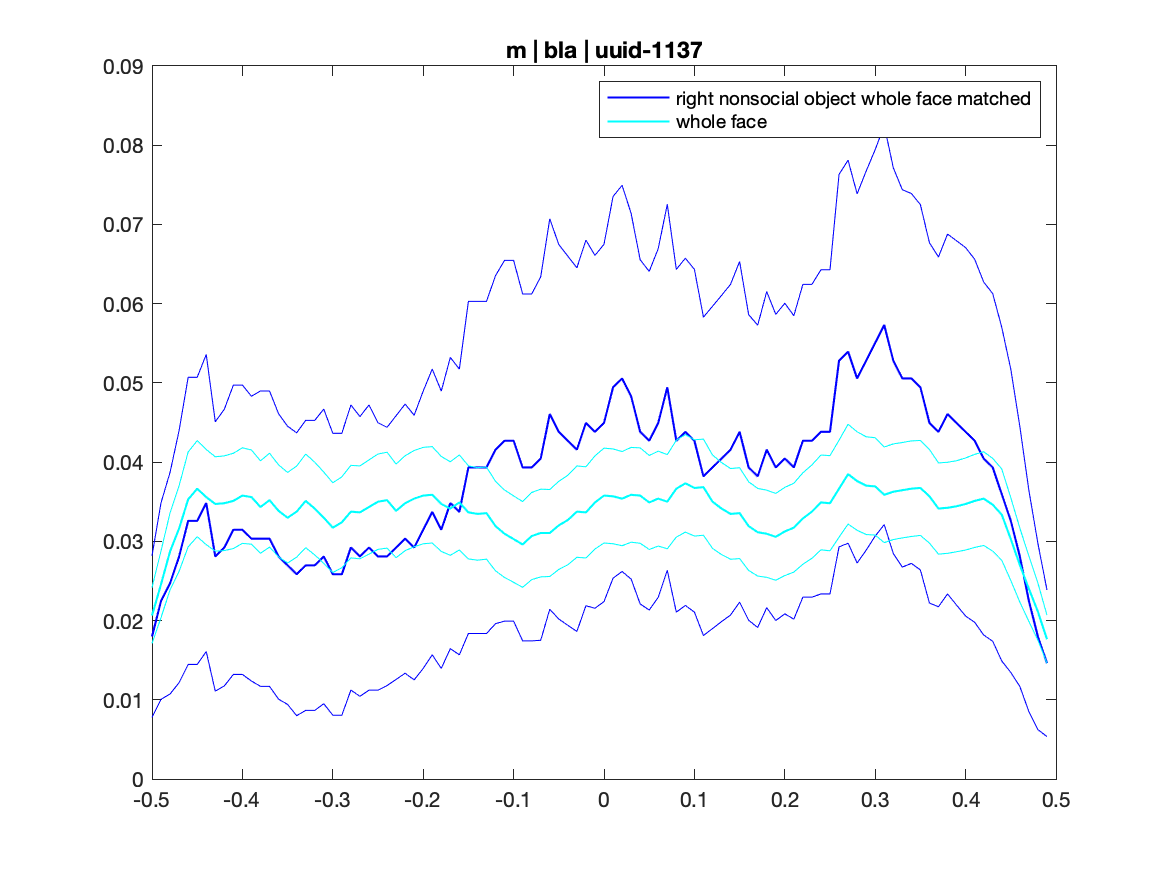 m | bla | uuid-1137
right nonsocial object whole face matched
whole face
0.09
0.08
0.07
0.06
0.05
0.04
0.03
0.02
0.01
0
-0.5 -0.4 -0.3 -0.2 -0.1 0 0.1 0.2 0.3 0.4 0.5